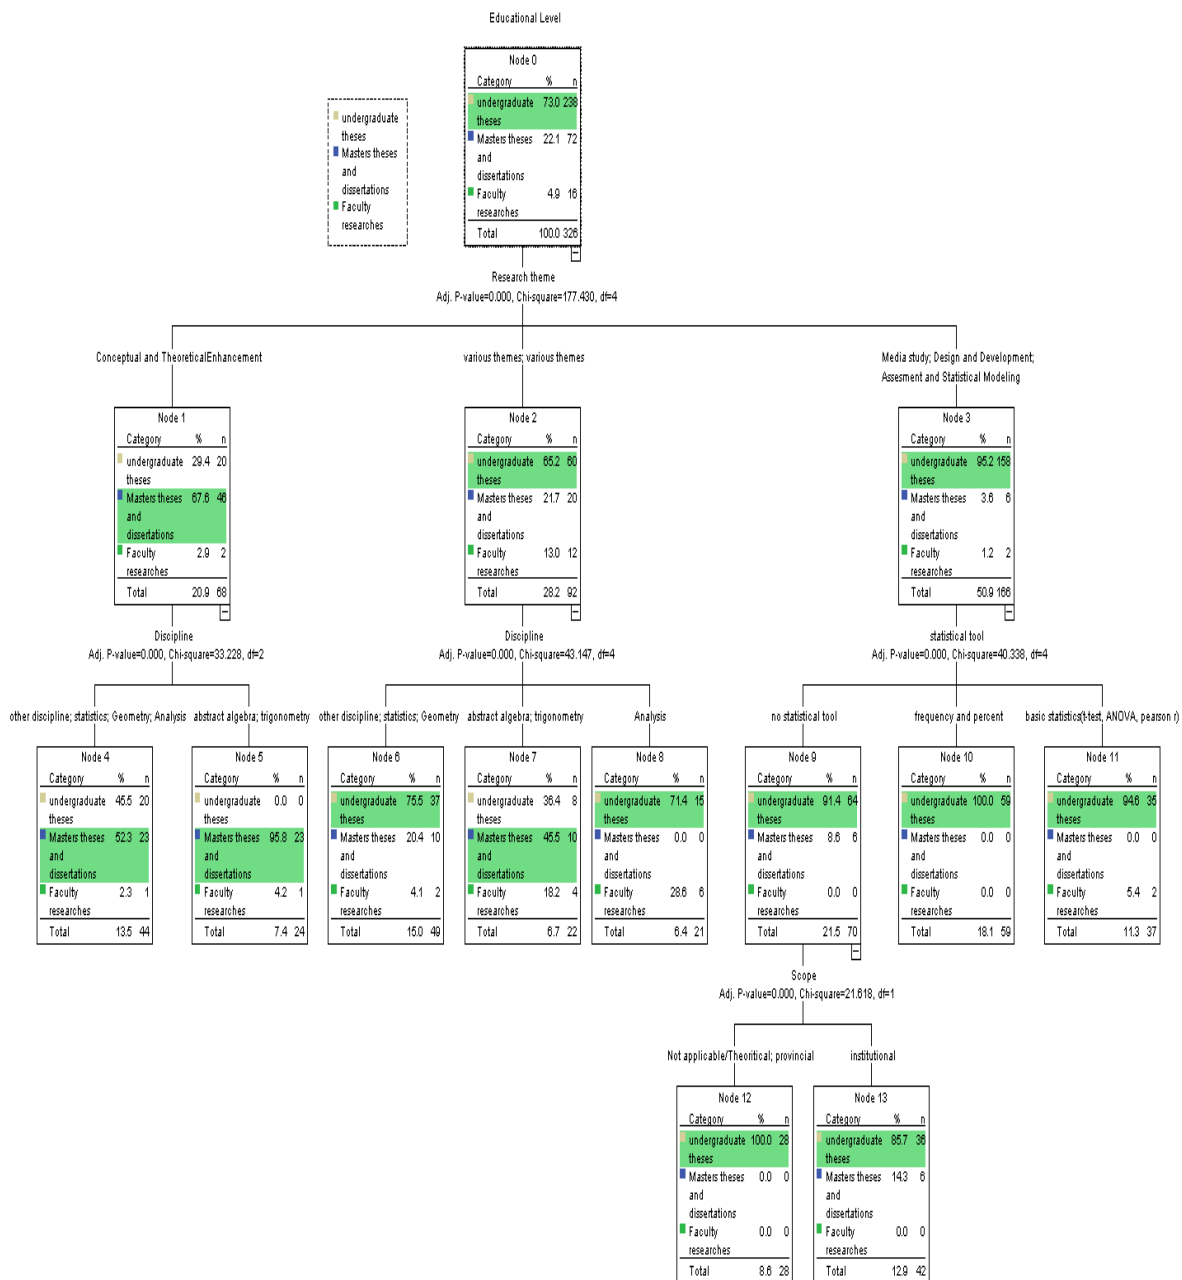 Educational Level
Node 0
Category % n
undergraduate 73.0 238
theses
Masters theses 22.1 72
and
dissertations
Faculty 4.9 16
researches
Total 100.0 326
undergraduate
theses
Masters theses
and
dissertations
Faculty
researches
Research theme
Adj. P-value=0.000, Chi-square=177.430, df=4
Conceptual and TheoreticalEnhancement
various themes; various themes
Media study; Design and Development;
Assesment and Statistical Modeling
Node 1
Category % n
undergraduate 29.4 20
theses
Masters theses 67.6 46
and
dissertations
Faculty 2.9 2
researches
Total 20.9 68
Node 2
Category % n
undergraduate 65.2 60
theses
Masters theses 21.7 20
and
dissertations
Faculty 13.0 12
researches
Total 28.2 92
Node 3
Category % n
undergraduate 95.2 158
theses
Masters theses 3.6 6
and
dissertations
Faculty 1.2 2
researches
Total 50.9 166
Discipline
Adj. P-value=0.000, Chi-square=33.228, df=2
Discipline
Adj. P-value=0.000, Chi-square=43.147, df=4
statistical tool
Adj. P-value=0.000, Chi-square=40.338, df=4
other discipline; statistics; Geometry; Analysis
abstract algebra; trigonometry
other discipline; statistics; Geometry
abstract algebra; trigonometry
Analysis
no statistical tool
frequency and percent
basic statistics(t-test, ANOVA, pearson r)
Node 4
Category % n
undergraduate 45.5 20
theses
Masters theses 52.3 23
and
dissertations
Faculty 2.3 1
researches
Total 13.5 44
Node 5
Category % n
undergraduate 0.0 0
theses
Masters theses 95.8 23
and
dissertations
Faculty 4.2 1
researches
Total 7.4 24
Node 6
Category % n
undergraduate 75.5 37
theses
Masters theses 20.4 10
and
dissertations
Faculty 4.1 2
researches
Total 15.0 49
Node 7
Category % n
undergraduate 36.4 8
theses
Masters theses 45.5 10
and
dissertations
Faculty 18.2 4
researches
Total 6.7 22
Node 8
Category % n
undergraduate 71.4 15
theses
Masters theses 0.0 0
and
dissertations
Faculty 28.6 6
researches
Total 6.4 21
Node 9
Category % n
undergraduate 91.4 64
theses
Masters theses 8.6 6
and
dissertations
Faculty 0.0 0
researches
Total 21.5 70
Node 10
Category % n
undergraduate 100.0 59
theses
Masters theses 0.0 0
and
dissertations
Faculty 0.0 0
researches
Total 18.1 59
Node 11
Category % n
undergraduate 94.6 35
theses
Masters theses 0.0 0
and
dissertations
Faculty 5.4 2
researches
Total 11.3 37
Scope
Adj. P-value=0.000, Chi-square=21.618, df=1
Not applicable/Theoritical; provincial
institutional
Node 12
Category % n
undergraduate 100.0 28
theses
Masters theses 0.0 0
and
dissertations
Faculty 0.0 0
researches
Total 8.6 28
Node 13
Category % n
undergraduate 85.7 36
theses
Masters theses 14.3 6
and
dissertations
Faculty 0.0 0
researches
Total 12.9 42